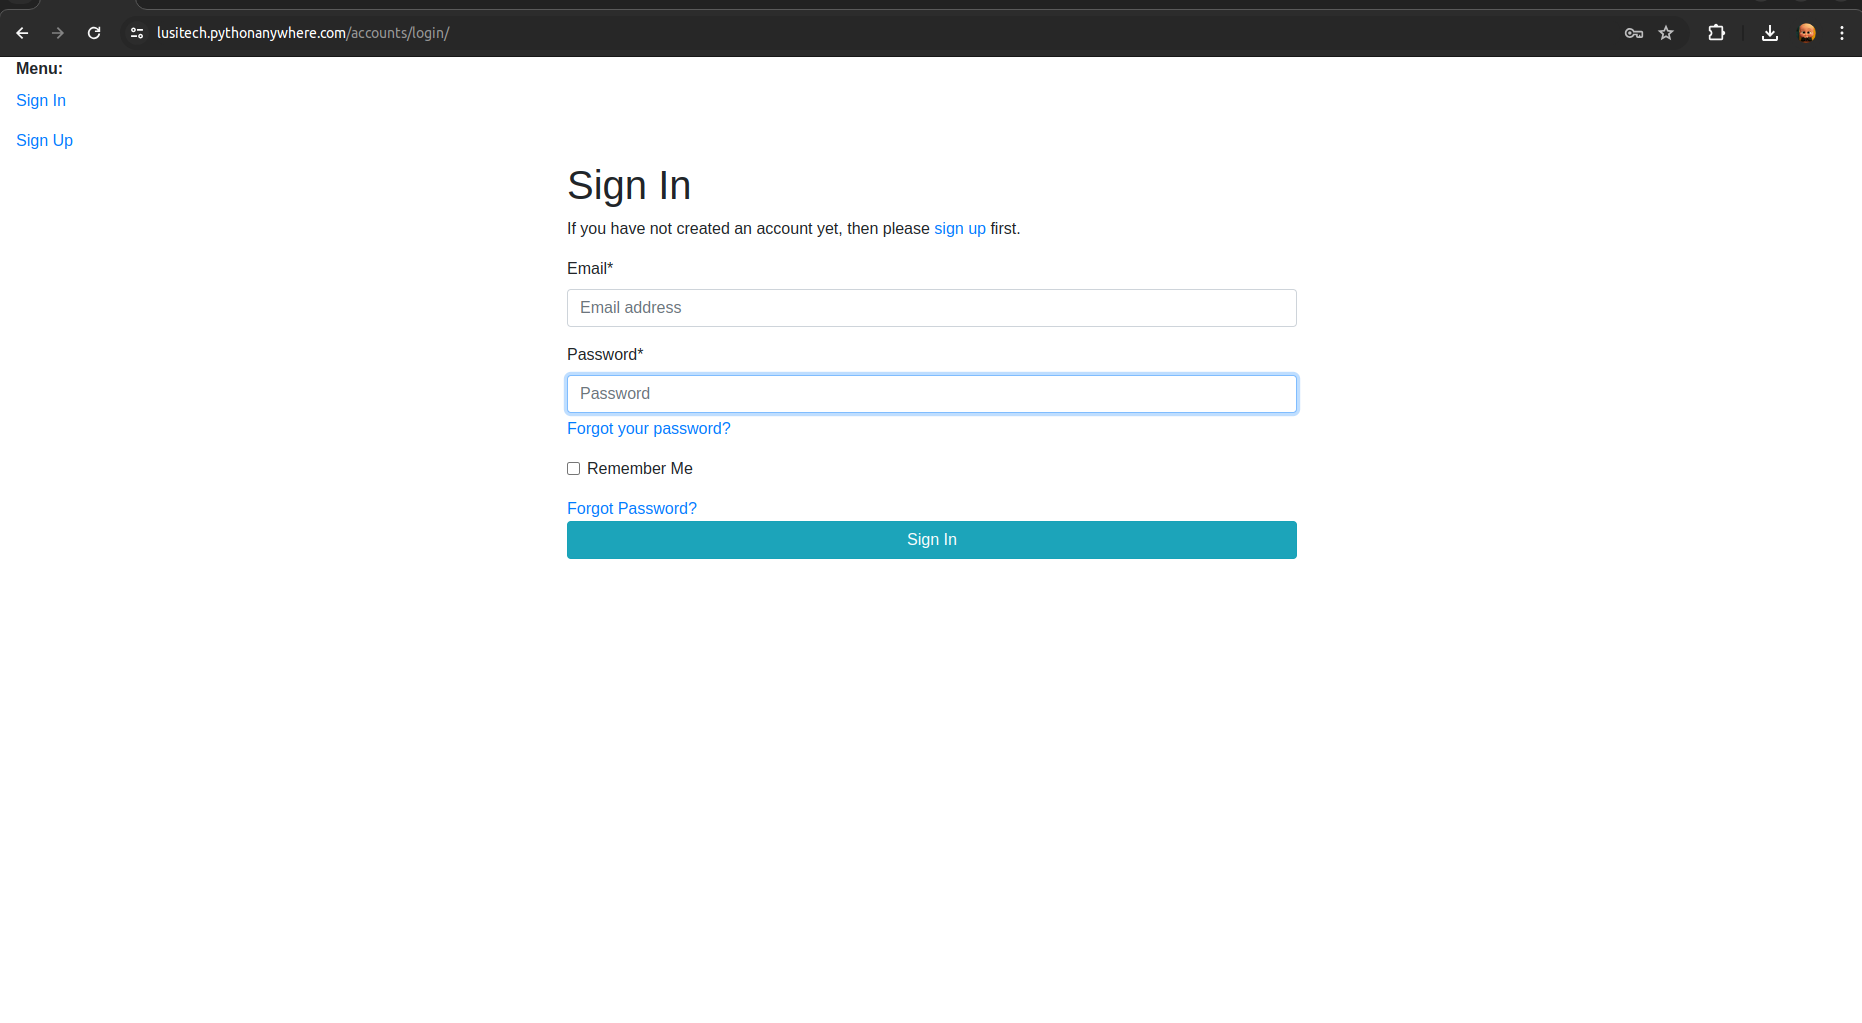 lusitech.pythonanywhere.com/accounts/login/
Menu:
Sign In
Sign Up
Sign In
If you have not created an account yet, then please sign up first.
Email*
Email address
Password*
Password
Forgot your password?
Remember Me
Forgot Password?
Sign In